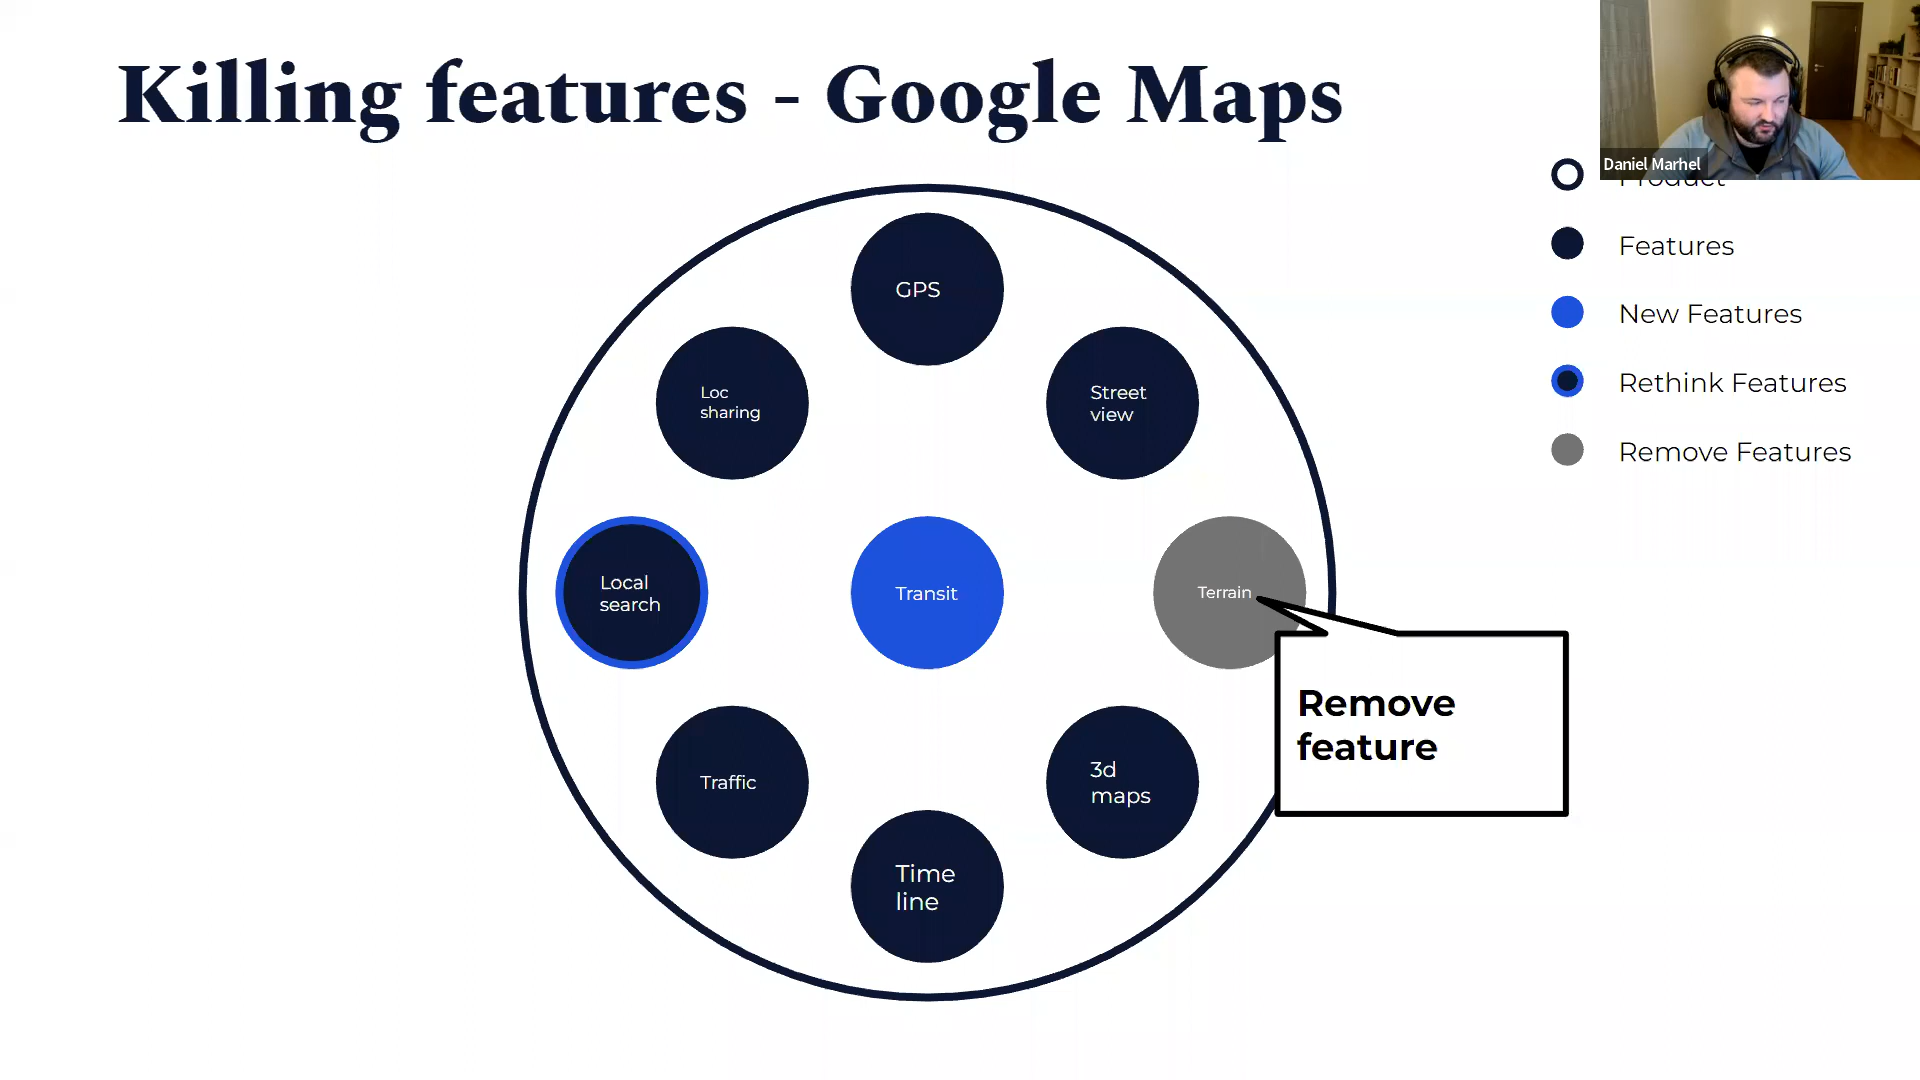 Killing features - Google Maps
Daniel Marhel
Product
Features
New Features
Rethink Features
Remove Features
GPS
Loc
sharing
Street
view
Local
search
Transit
Terrain
Remove
feature
Traffic
3d
maps
Time
line